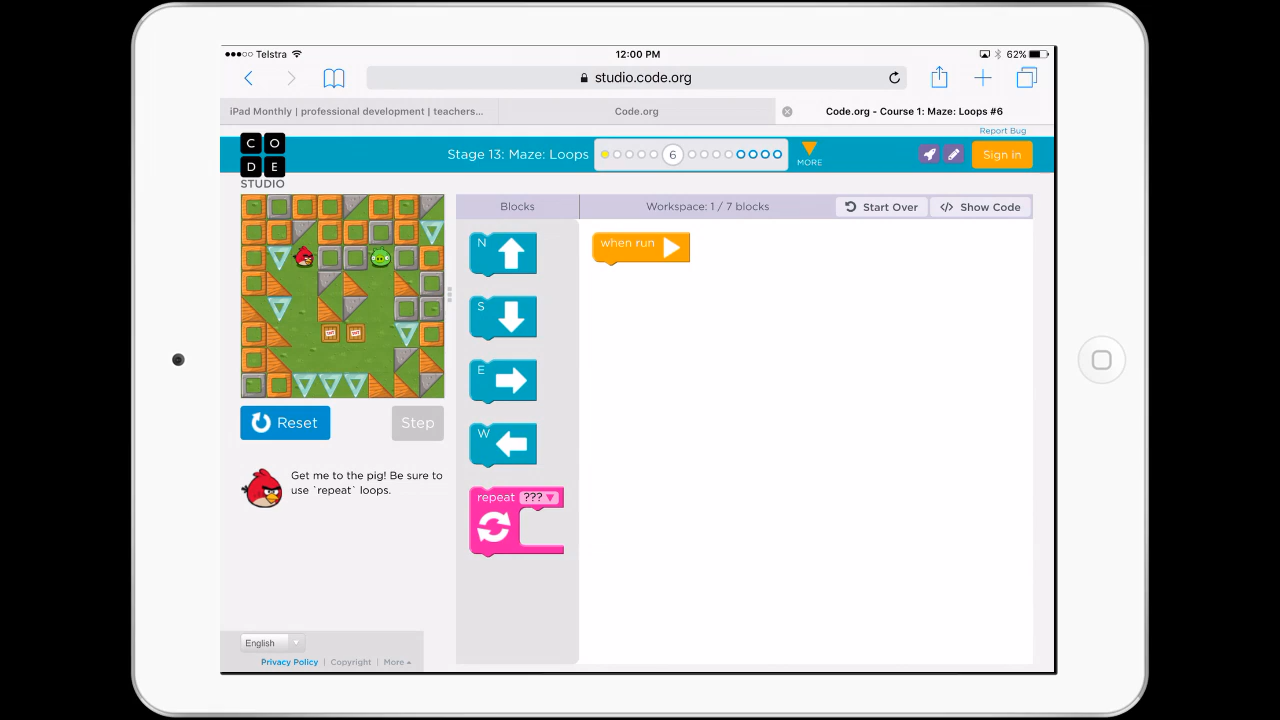 Telstra
12:00 PM
62%
studio.code.org
iPad Monthly | professional development | teachers...
Code.org
Code.org - Course 1: Maze: Loops #6
Report Bug
C O
D E
STUDIO
Stage 13: Maze: Loops
6
MORE
Sign in
Blocks
Workspace: 1 / 7 blocks
Start Over
</> Show Code
N
when run
S
E
W
repeat ???
Reset
Step
Get me to the pig! Be sure to
use `repeat` loops.
English
Privacy Policy | Copyright | More